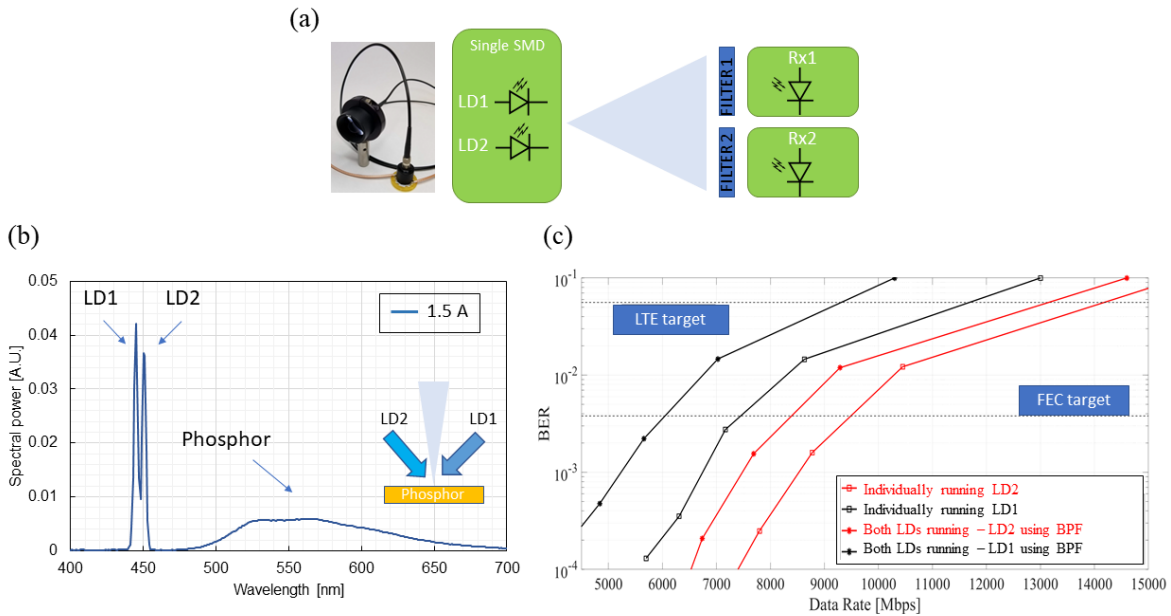 (a)
Single SMD
LD1
LD2
FILTER 1
FILTER 2
Rx1
Rx2
(b)
0.05
0.04
0.03
0.02
0.01
0
Spectral power [A.U.]
LD1
LD2
1.5 A
Phosphor
LD2
LD1
Phosphor
400
450
500
550
600
650
700
Wavelength [nm]
(c)
10-1
10-2
10-3
10-4
BER
LTE target
FEC target
Individually running LD2
Individually running LD1
Both LDs running – LD2 using BPF
Both LDs running – LD1 using BPF
5000
6000
7000
8000
9000
10000
11000
12000
13000
14000
15000
Data Rate [Mbps]